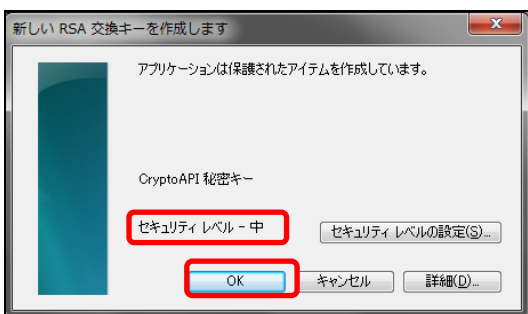 新しい RSA 交換キーを作成します
アプリケーションは保護されたアイテムを作成しています。
CryptoAPI 秘密キー
セキュリティ レベル - 中
セキュリティ レベルの設定(S)...
OK
キャンセル
詳細(D)...